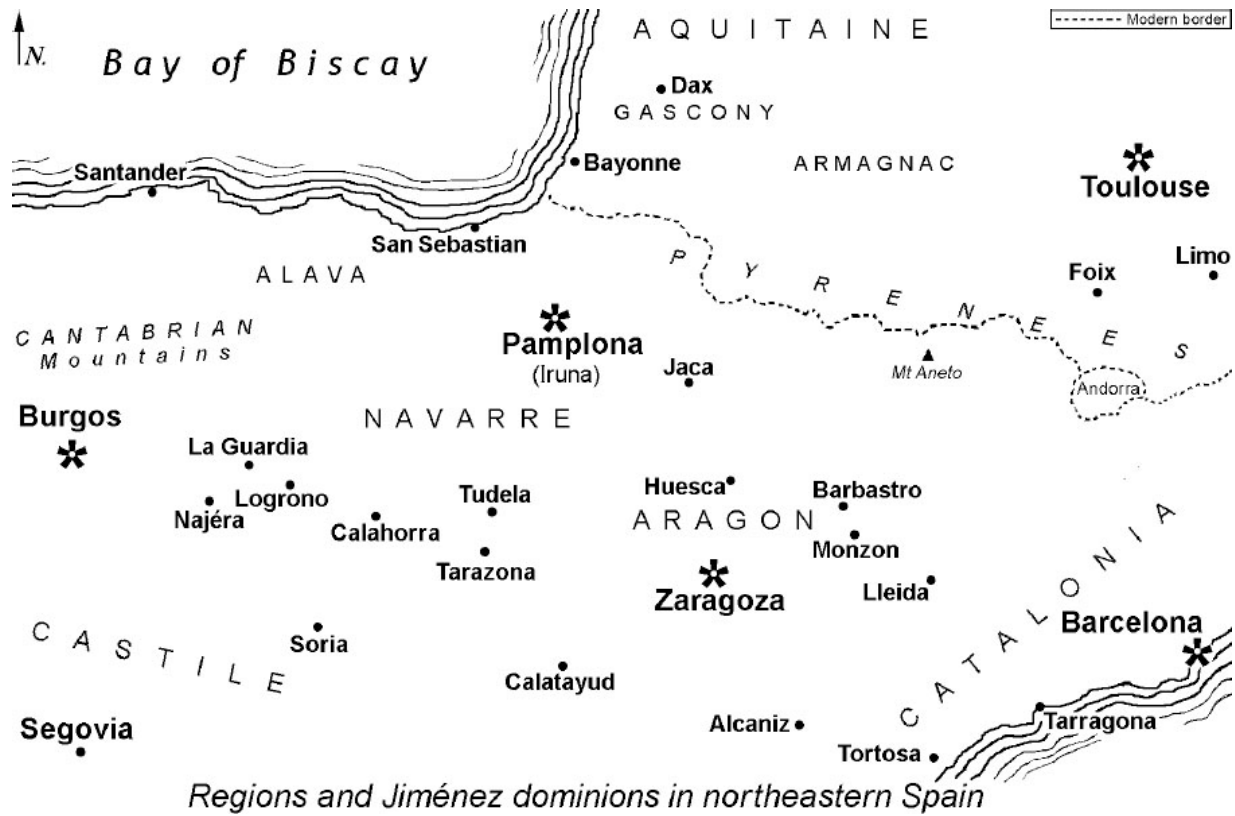 AQUITAINE
Modern border
N.
Bay of Biscay
Dax
GASCONY
Bayonne
ARMAGNAC
Toulouse
Santander
San Sebastian
ALAVA
PYRENEES
Foix
Limo
CANTABRIAN
Mountains
Pamplona
(Iruna)
Jaca
Mt Aneto
Andorra
Burgos
NAVARRE
La Guardia
Logrono
Najéra
Calahorra
Tudela
Tarazona
Huesca
ARAGON
Barbastro
Monzon
Zaragoza
Lleida
CATALONIA
Barcelona
CASTILE
Soria
Calatayud
Segovia
Alcaniz
Tarragona
Tortosa
Regions and Jiménez dominions in northeastern Spain